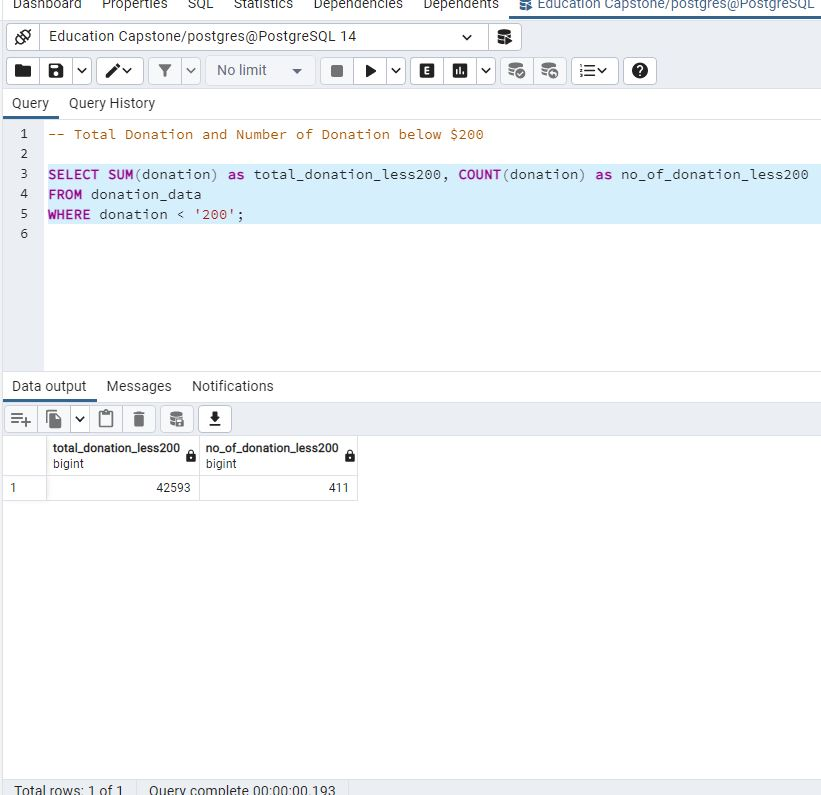 Dashboard Properties SQL Statistics Dependencies Dependents Education Capstone/postgres@PostgreSQL
Education Capstone/postgres@PostgreSQL 14
No limit E
Query Query History
1 -- Total Donation and Number of Donation below $200
2
3 SELECT SUM(donation) as total_donation_less200, COUNT(donation) as no_of_donation_less200
4 FROM donation_data
5 WHERE donation < '200';
6
Data output Messages Notifications
total_donation_less200 no_of_donation_less200
bigint bigint
1 42593 411
Total rows: 1 of 1 Query complete 00:00:00.193